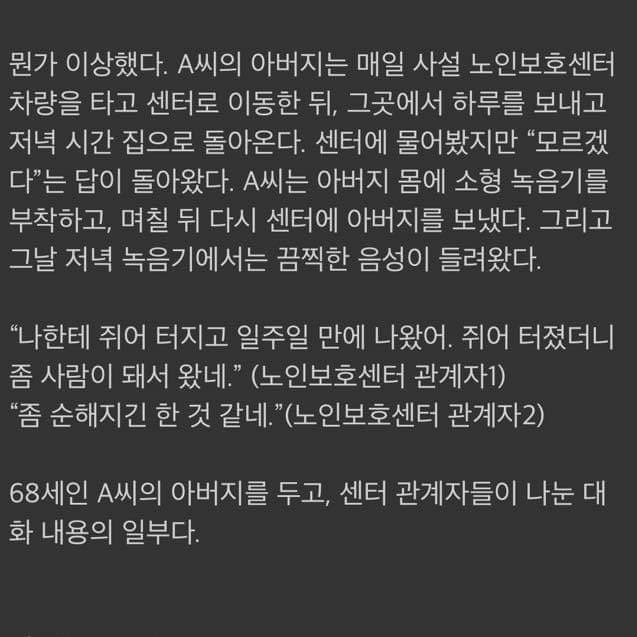 뭔가 이상했다. A씨의 아버지는 매일 사설 노인보호센터
차량을 타고 센터로 이동한 뒤, 그곳에서 하루를 보내고
저녁 시간 집으로 돌아온다. 센터에 물어봤지만 “모르겠
다”는 답이 돌아왔다. A씨는 아버지 몸에 소형 녹음기를
부착하고, 며칠 뒤 다시 센터에 아버지를 보냈다. 그리고
그날 저녁 녹음기에서는 끔찍한 음성이 들려왔다.
“나한테 쥐어 터지고 일주일 만에 나왔어. 쥐어 터졌더니
좀 사람이 돼서 왔네.” (노인보호센터 관계자1)
“좀 순해지긴 한 것 같네.”(노인보호센터 관계자2)
68세인 A씨의 아버지를 두고, 센터 관계자들이 나눈 대
화 내용의 일부다.